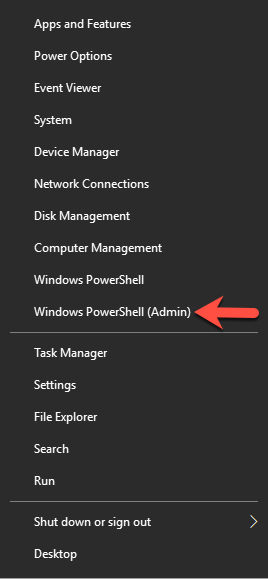 Apps and Features
Power Options
Event Viewer
System
Device Manager
Network Connections
Disk Management
Computer Management
Windows PowerShell
Windows PowerShell (Admin)
Task Manager
Settings
File Explorer
Search
Run
Shut down or sign out
Desktop